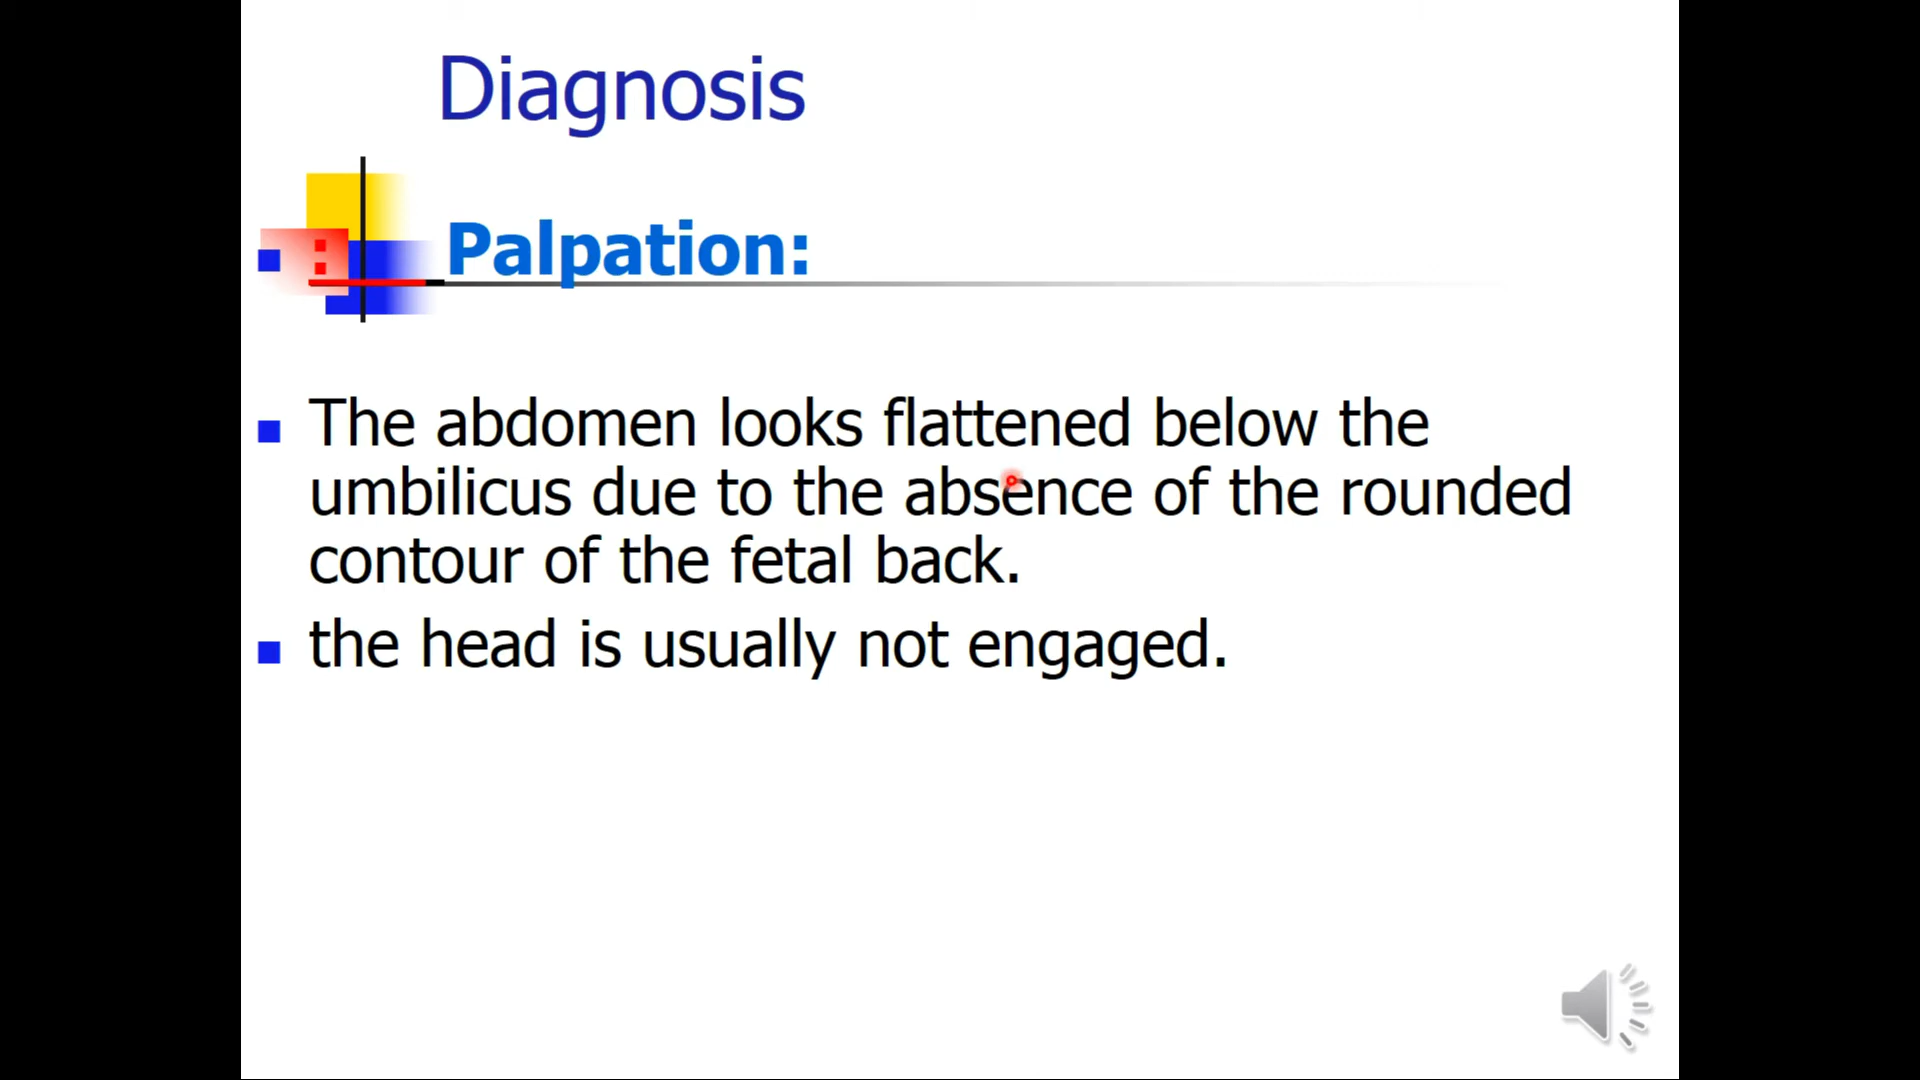 Diagnosis
: Palpation:
The abdomen looks flattened below the
umbilicus due to the absence of the rounded
contour of the fetal back.
the head is usually not engaged.